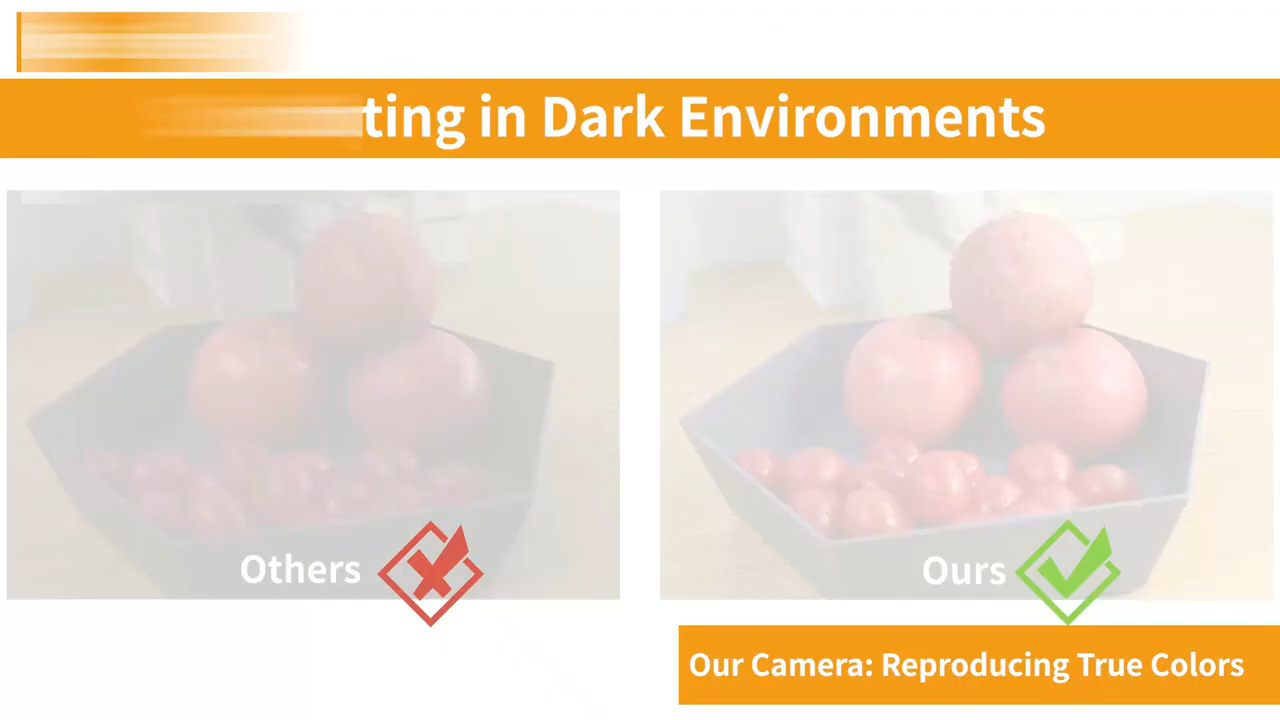 ting in Dark Environments
Others
Ours
Our Camera: Reproducing True Colors